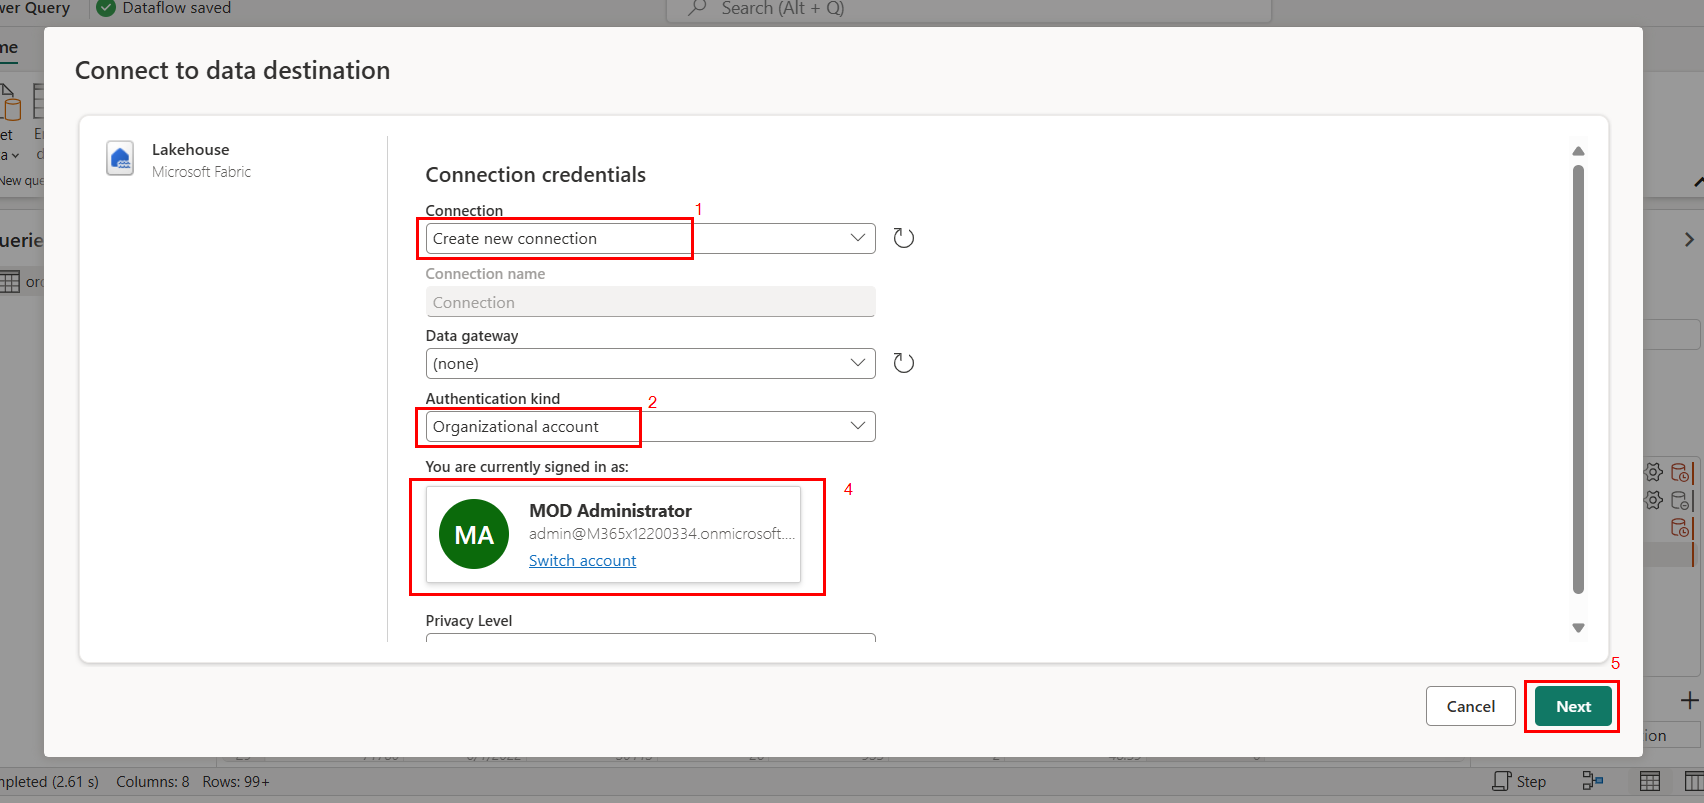 wer Query
Dataflow saved
Search (Alt + Q)
me
Connect to data destination
et
a
New que
Lakehouse
Microsoft Fabric
Connection credentials
Connection
1
Create new connection
Connection name
Connection
Data gateway
(none)
Authentication kind
2
Organizational account
You are currently signed in as:
4
MA
MOD Administrator
admin@M365x12200334.onmicrosoft....
Switch account
Privacy Level
5
Cancel
Next
uerie
ord
ion
mpleted (2.61 s)
Columns: 8
Rows: 99+
Step